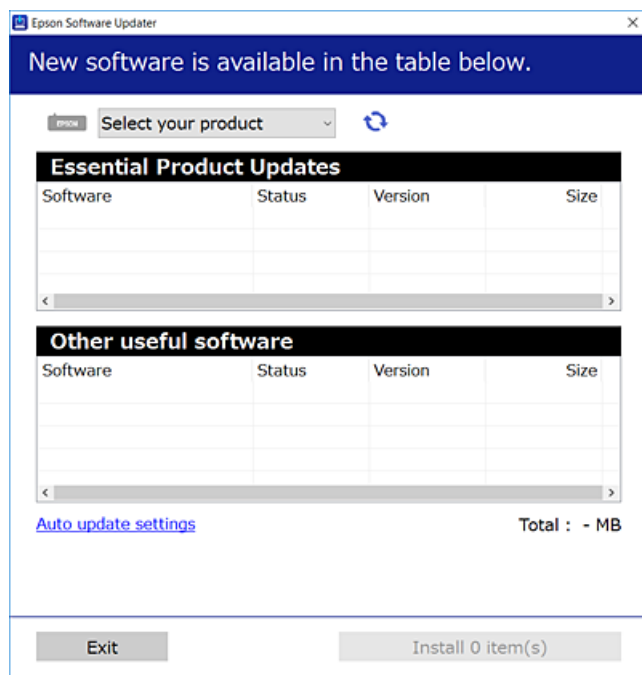 Epson Software Updater
New software is available in the table below.
EPSON Select your product
Essential Product Updates
Software Status Version Size
Other useful software
Software Status Version Size
Auto update settings Total : - MB
Exit Install 0 item(s)